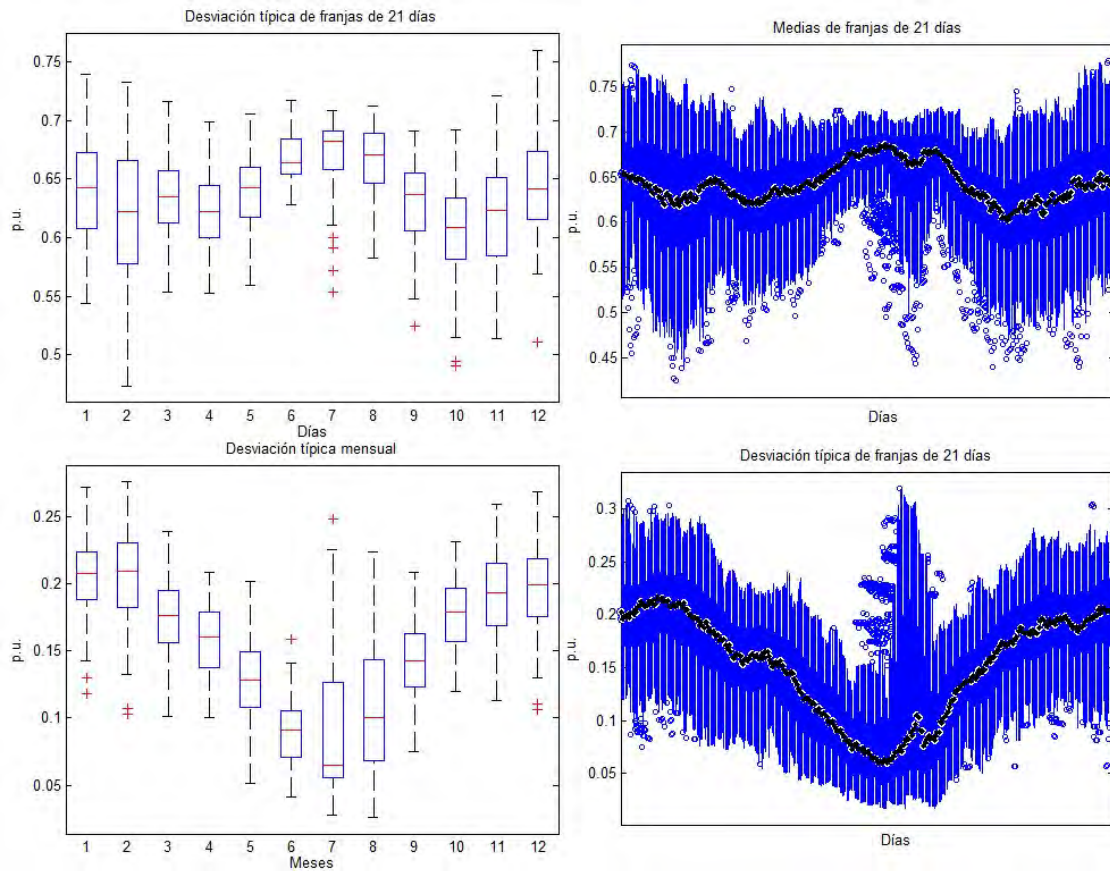 Desviación típica de franjas de 21 días
p.u.
0.75
0.7
0.65
0.6
0.55
0.5
1 2 3 4 5 6 7 8 9 10 11 12
Días
Medias de franjas de 21 días
p.u.
0.75
0.7
0.65
0.6
0.55
0.5
0.45
Días
Desviación típica mensual
p.u.
0.25
0.2
0.15
0.1
0.05
1 2 3 4 5 6 7 8 9 10 11 12
Meses
Desviación típica de franjas de 21 días
p.u.
0.3
0.25
0.2
0.15
0.1
0.05
Días